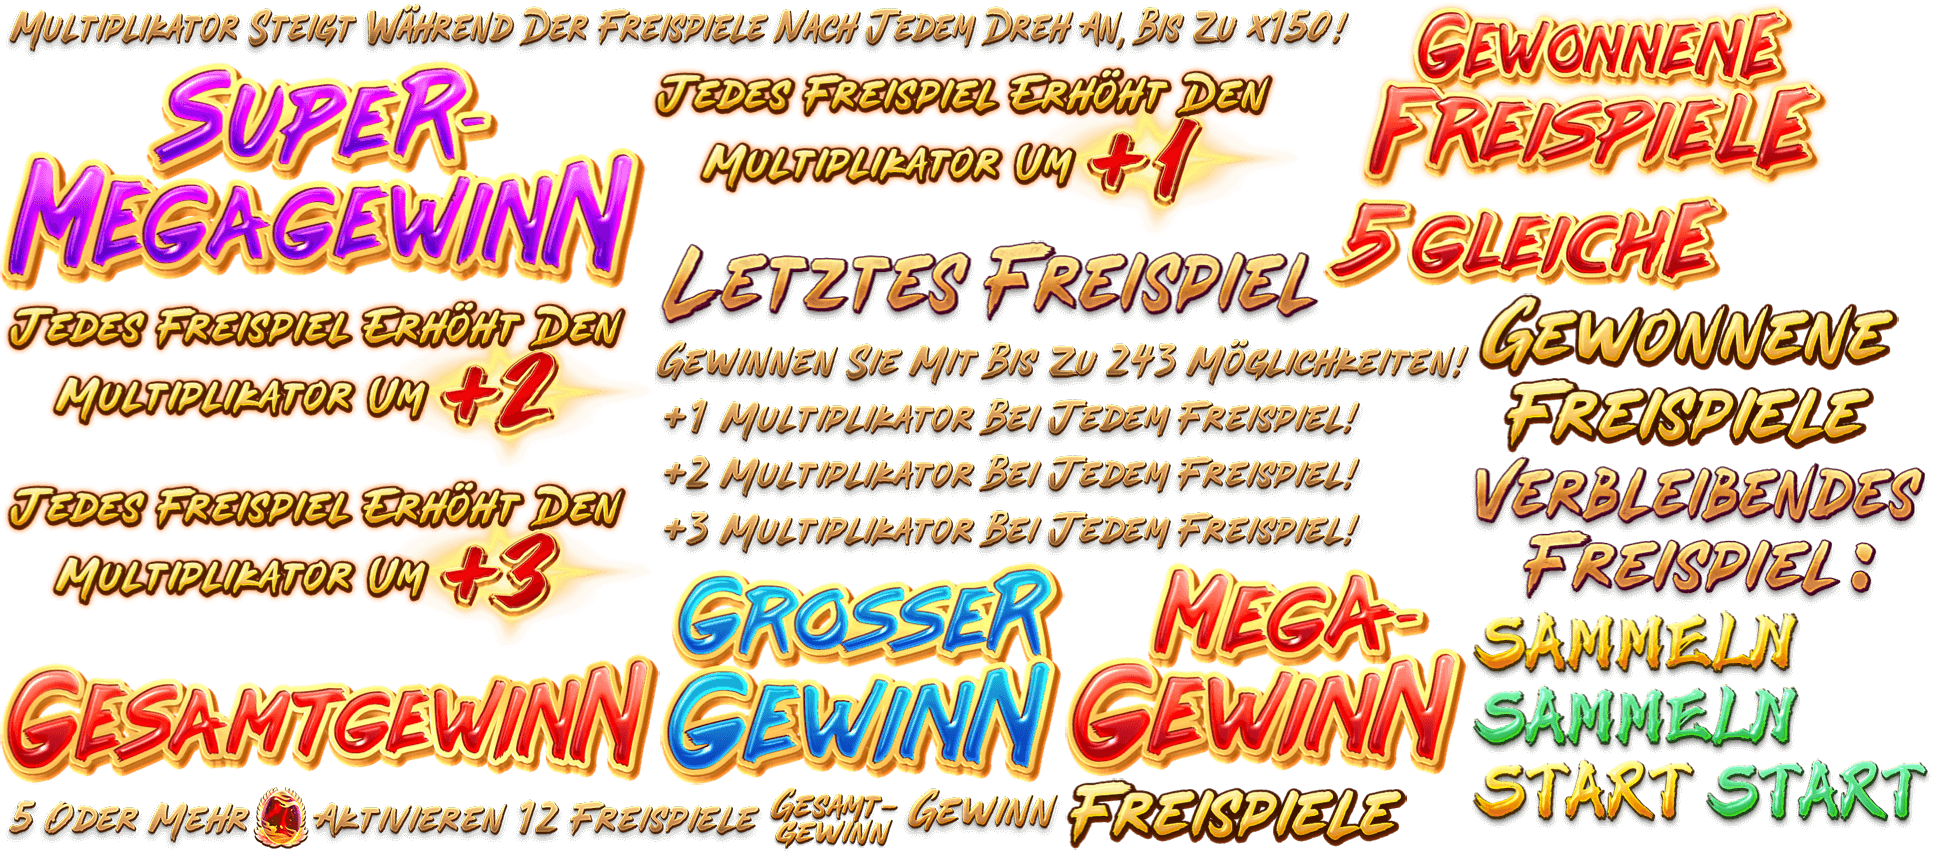 Multiplikator Steigt Während Der Freispiele Nach Jedem Dreh An, Bis Zu x150!
Super-
Megagewinn
Jedes Freispiel Erhöht Den
Multiplikator Um +1
Gewonnene
Freispiele
5 Gleiche
Letztes Freispiel
Jedes Freispiel Erhöht Den
Multiplikator Um +2
Gewinnen Sie Mit Bis Zu 243 Möglichkeiten!
+1 Multiplikator Bei Jedem Freispiel!
+2 Multiplikator Bei Jedem Freispiel!
+3 Multiplikator Bei Jedem Freispiel!
Gewonnene
Freispiele
Verbleibendes
Freispiel:
Jedes Freispiel Erhöht Den
Multiplikator Um +3
Gesamtgewinn
Grosser
Gewinn
Mega-
Gewinn
Sammeln
Sammeln
Start Start
5 Oder Mehr Aktivieren 12 Freispiele
Gesamt-
gewinn
Gewinn
Freispiele